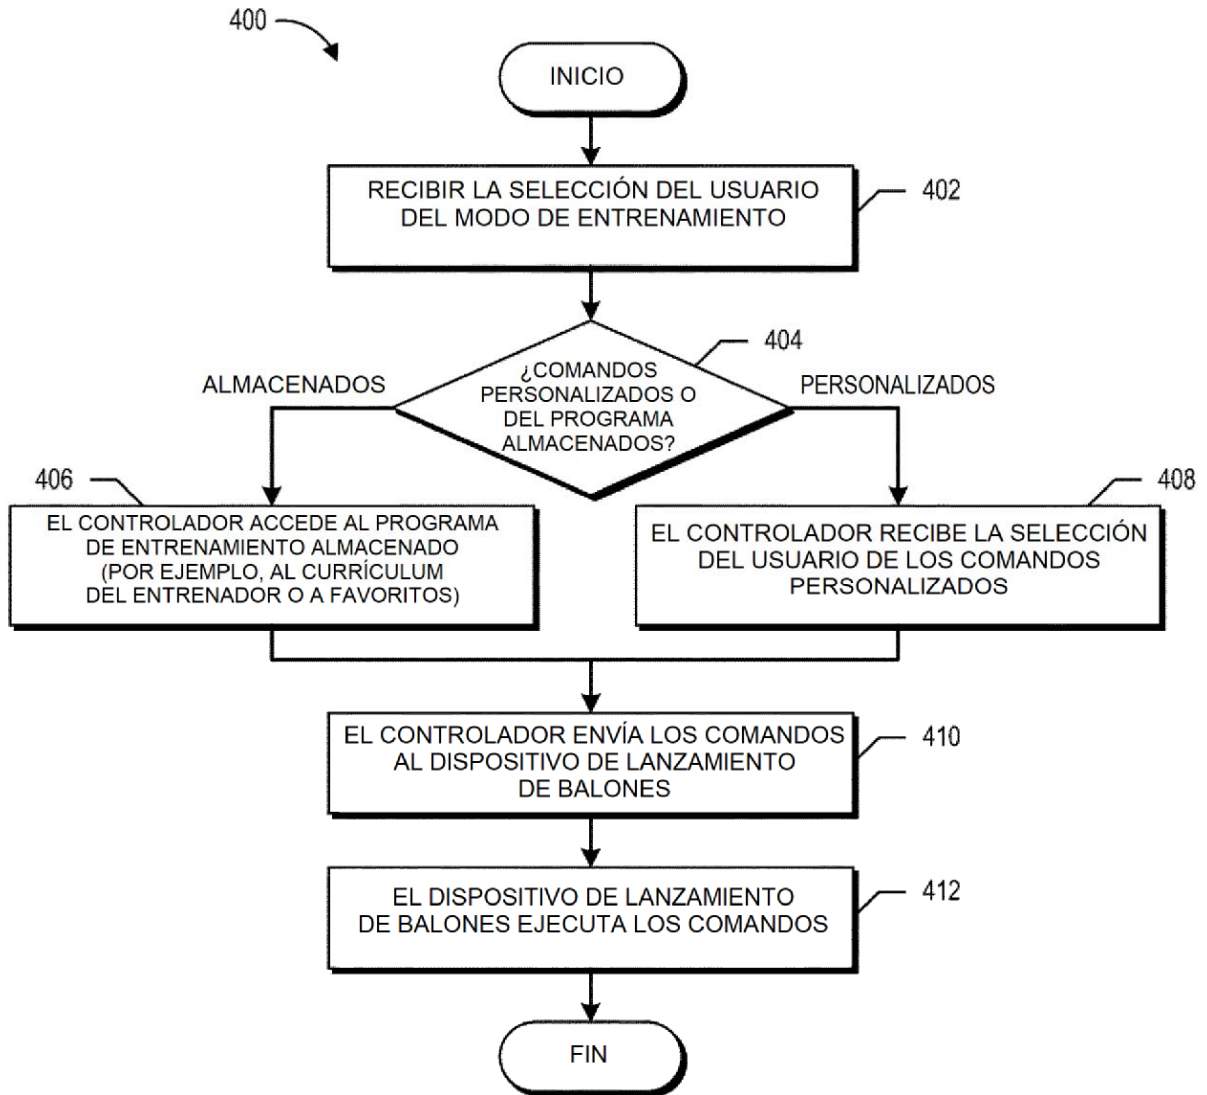 400
INICIO
RECIBIR LA SELECCIÓN DEL USUARIO
DEL MODO DE ENTRENAMIENTO
402
¿COMANDOS
PERSONALIZADOS O
DEL PROGRAMA
ALMACENADOS?
404
ALMACENADOS
PERSONALIZADOS
406
EL CONTROLADOR ACCEDE AL PROGRAMA
DE ENTRENAMIENTO ALMACENADO
(POR EJEMPLO, AL CURRÍCULUM
DEL ENTRENADOR O A FAVORITOS)
408
EL CONTROLADOR RECIBE LA SELECCIÓN
DEL USUARIO DE LOS COMANDOS
PERSONALIZADOS
EL CONTROLADOR ENVÍA LOS COMANDOS
AL DISPOSITIVO DE LANZAMIENTO
DE BALONES
410
EL DISPOSITIVO DE LANZAMIENTO
DE BALONES EJECUTA LOS COMANDOS
412
FIN